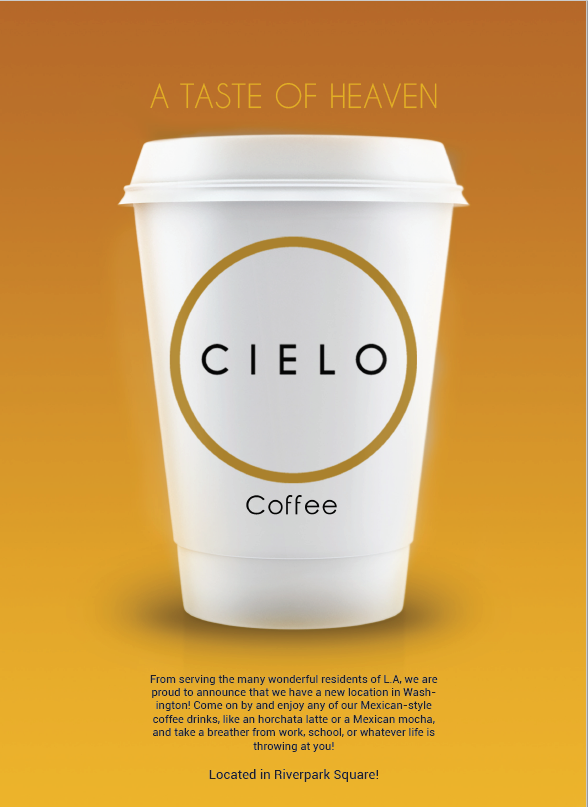 A TASTE OF HEAVEN
CIELO
Coffee
From serving the many wonderful residents of L.A, we are
proud to announce that we have a new location in Wash-
ington! Come on by and enjoy any of our Mexican-style
coffee drinks, like an horchata latte or a Mexican mocha,
and take a breather from work, school, or whatever life is
throwing at you!
Located in Riverpark Square!